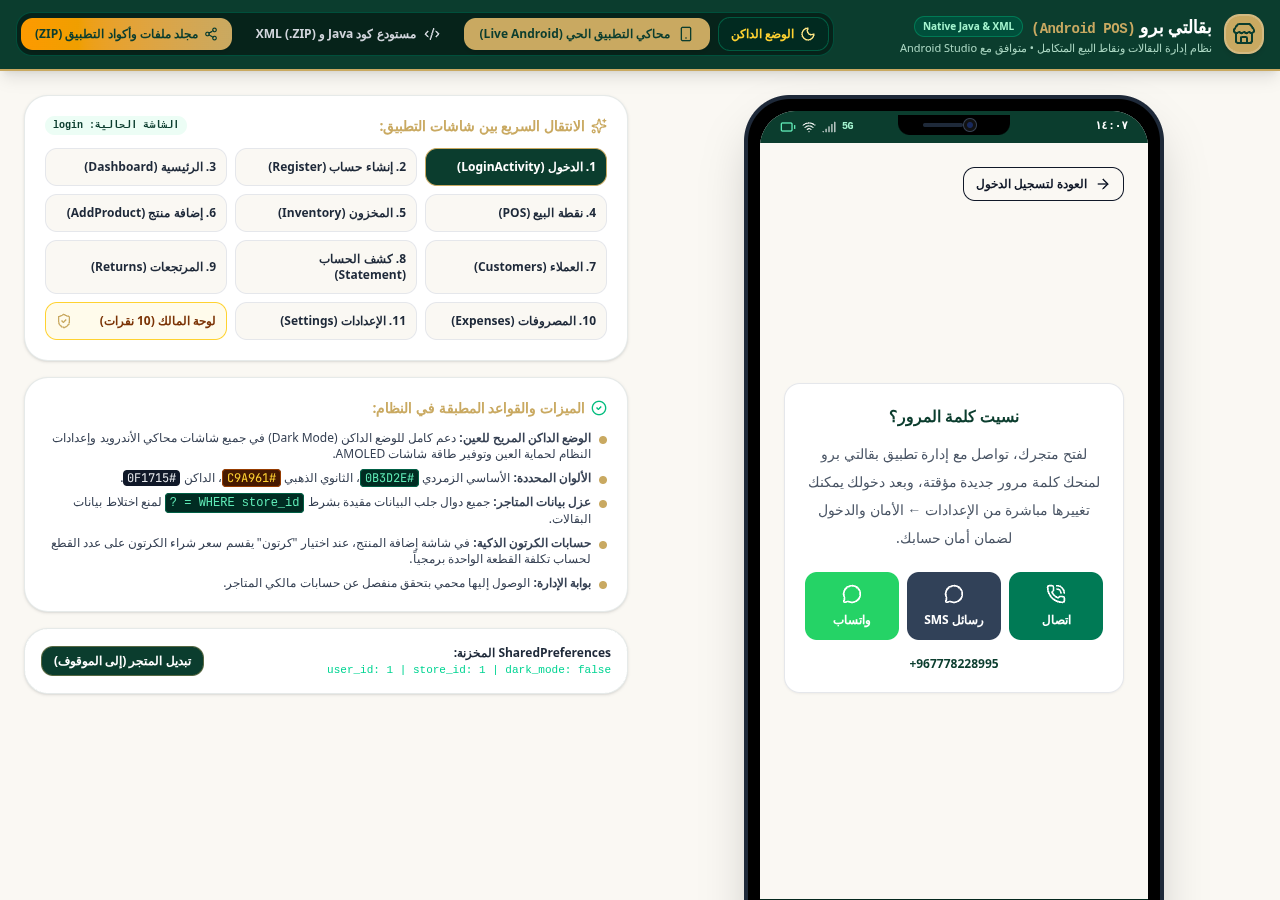 بقالتي برو (Android POS) Native Java & XML
نظام إدارة البقالات ونقاط البيع المتكامل • متوافق مع Android Studio
الوضع الداكن
محاكي التطبيق الحي (Live Android)
مستودع كود Java و XML (.ZIP)
مجلد ملفات وأكواد التطبيق (ZIP)
١٤:٠٧
5G
العودة لتسجيل الدخول
نسيت كلمة المرور؟
لفتح متجرك، تواصل مع إدارة تطبيق بقالتي برو
لمنحك كلمة مرور جديدة مؤقتة، وبعد دخولك يمكنك
تغييرها مباشرة من الإعدادات ← الأمان والدخول
لضمان أمان حسابك.
اتصال
رسائل SMS
واتساب
+967778228995
الانتقال السريع بين شاشات التطبيق:
الشاشة الحالية: login
1. الدخول (LoginActivity)
2. إنشاء حساب (Register)
3. الرئيسية (Dashboard)
4. نقطة البيع (POS)
5. المخزون (Inventory)
6. إضافة منتج (AddProduct)
7. العملاء (Customers)
8. كشف الحساب
(Statement)
9. المرتجعات (Returns)
10. المصروفات (Expenses)
11. الإعدادات (Settings)
لوحة المالك (10 نقرات)
الميزات والقواعد المطبقة في النظام:
الوضع الداكن المريح للعين: دعم كامل للوضع الداكن (Dark Mode) في جميع شاشات محاكي الأندرويد وإعدادات
النظام لحماية العين وتوفير طاقة شاشات AMOLED.
الألوان المحددة: الأساسي الزمردي #0B3D2E، الثانوي الذهبي #C9A961، الداكن #0F1715.
عزل بيانات المتاجر: جميع دوال جلب البيانات مقيدة بشرط WHERE store_id = ? لمنع اختلاط بيانات
البقالات.
حسابات الكرتون الذكية: في شاشة إضافة المنتج، عند اختيار "كرتون" يقسم سعر شراء الكرتون على عدد القطع
لحساب تكلفة القطعة الواحدة برمجياً.
بوابة الإدارة: الوصول إليها محمي بتحقق منفصل عن حسابات مالكي المتاجر.
SharedPreferences المخزنة:
user_id: 1 | store_id: 1 | dark_mode: false
تبديل المتجر (إلى الموقوف)